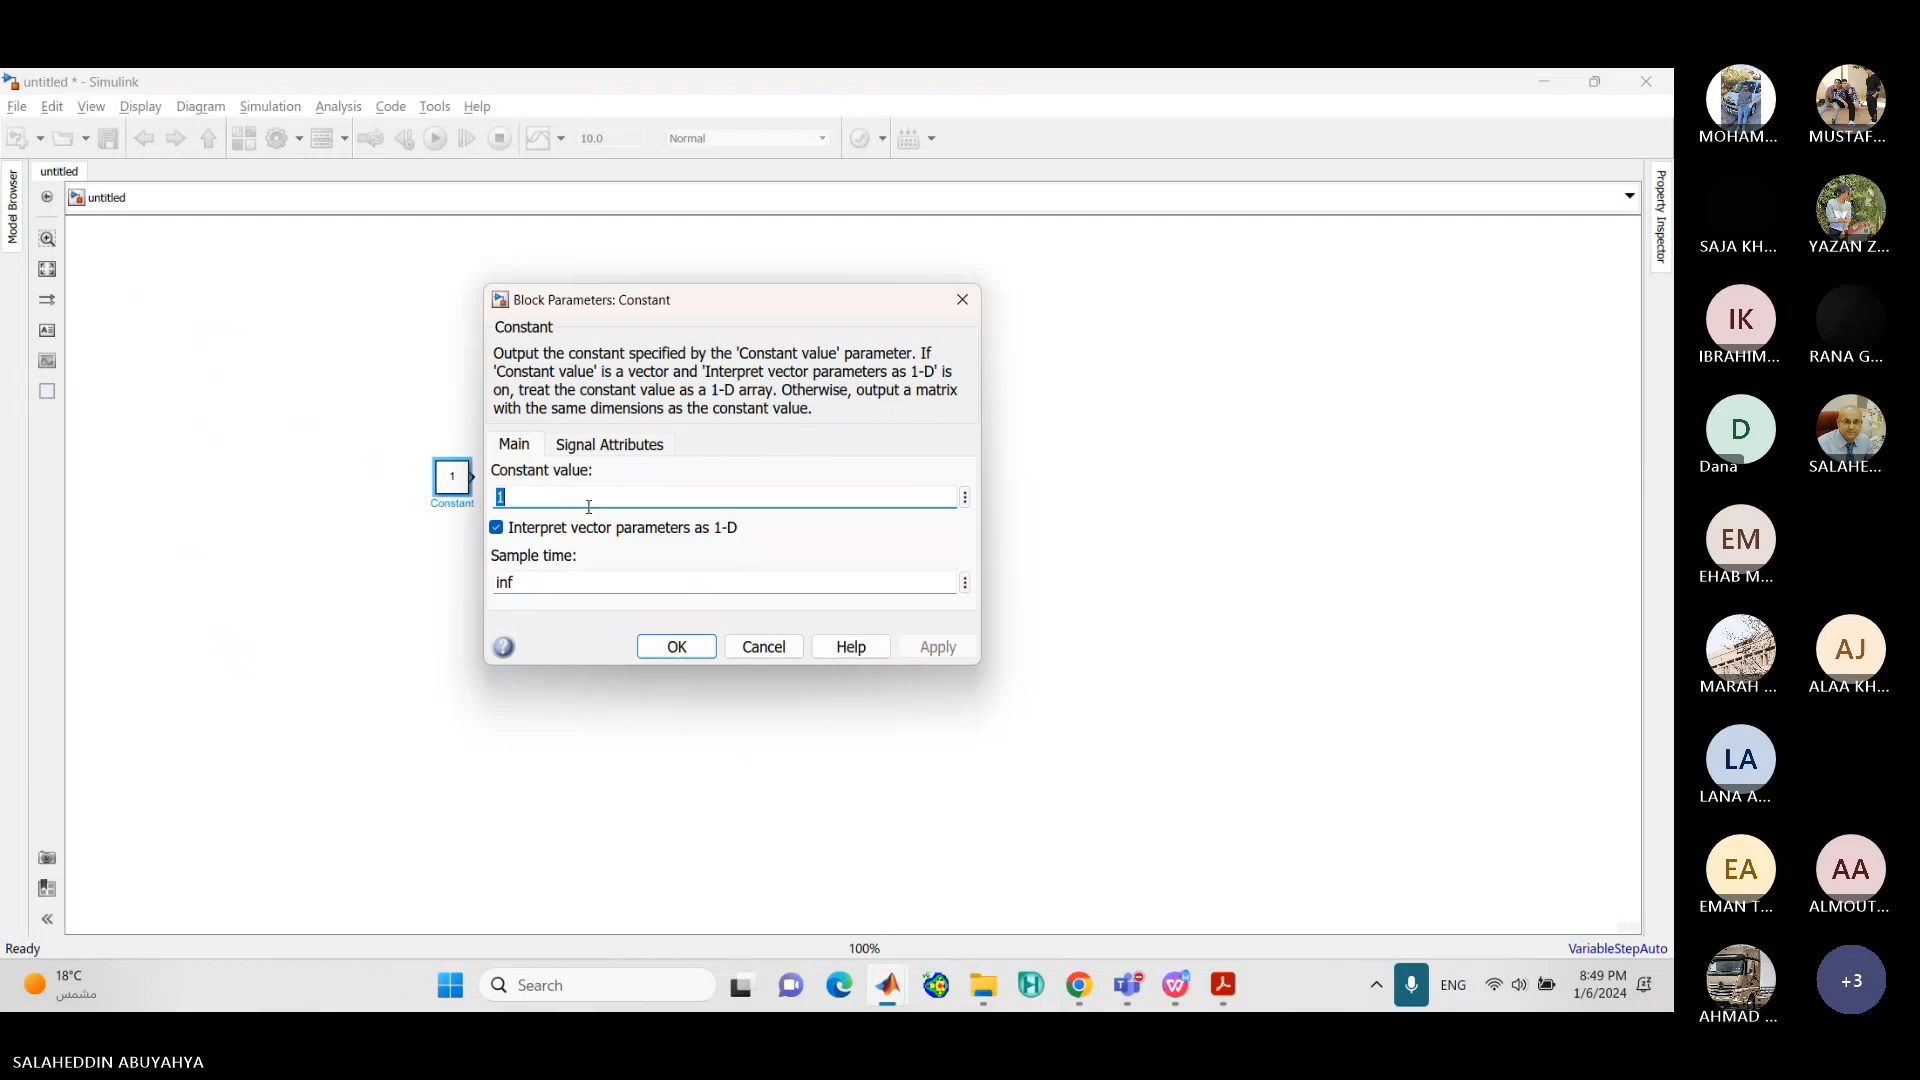 untitled * - Simulink
File Edit View Display Diagram Simulation Analysis Code Tools Help
10.0 Normal
Model Browser
untitled
untitled
Property Inspector
Block Parameters: Constant
Constant
Output the constant specified by the 'Constant value' parameter. If
'Constant value' is a vector and 'Interpret vector parameters as 1-D' is
on, treat the constant value as a 1-D array. Otherwise, output a matrix
with the same dimensions as the constant value.
Main Signal Attributes
Constant value:
1
Interpret vector parameters as 1-D
Sample time:
inf
OK Cancel Help Apply
1
Constant
Ready 100% VariableStepAuto
18°C
مشمس
Search
ENG
8:49 PM
1/6/2024
MOHAM... MUSTAF...
SAJA KH... YAZAN Z...
IK
IBRAHIM... RANA G...
D
Dana SALAHE...
EM
EHAB M...
AJ
MARAH ... ALAA KH...
LA
LANA A...
EA AA
EMAN T... ALMOUT...
+3
AHMAD ...
SALAHEDDIN ABUYAHYA